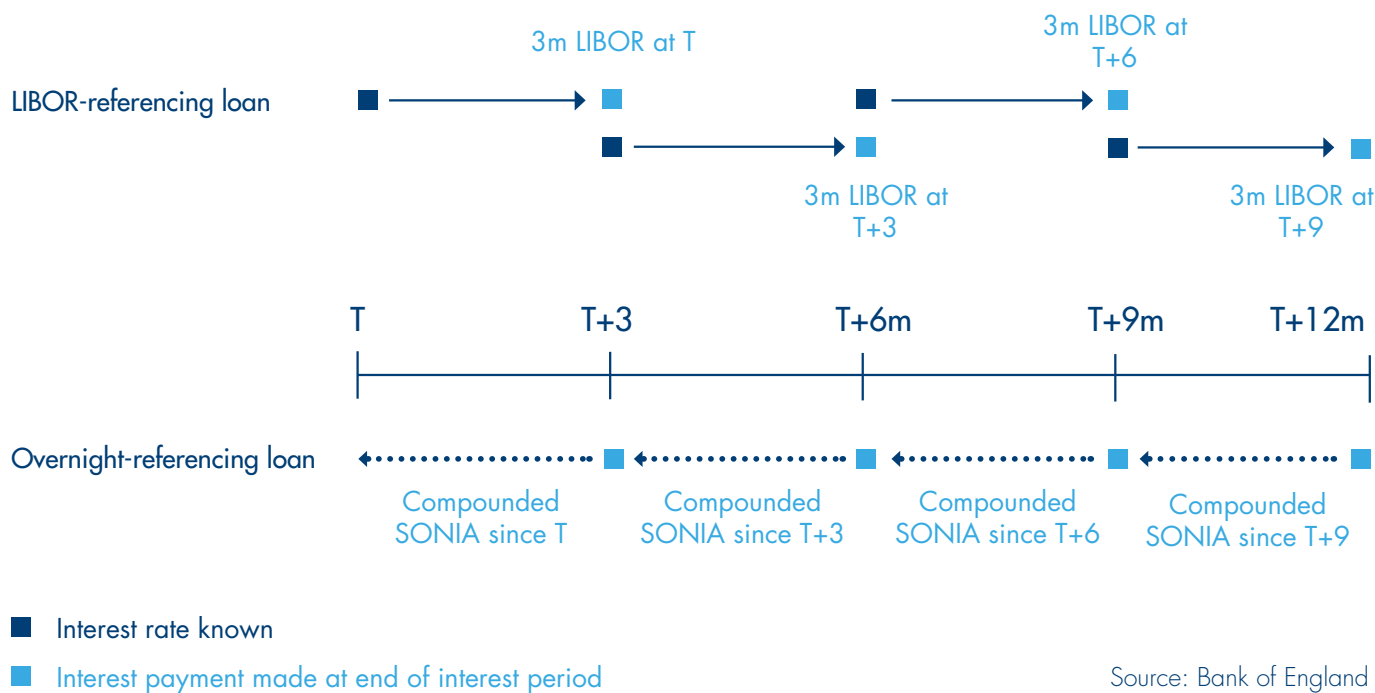 3m LIBOR at T
3m LIBOR at
T+6
LIBOR-referencing loan
3m LIBOR at
T+3
3m LIBOR at
T+9
T
T+3
T+6m
T+9m
T+12m
Overnight-referencing loan
Compounded
SONIA since T
Compounded
SONIA since T+3
Compounded
SONIA since T+6
Compounded
SONIA since T+9
Interest rate known
Interest payment made at end of interest period
Source: Bank of England